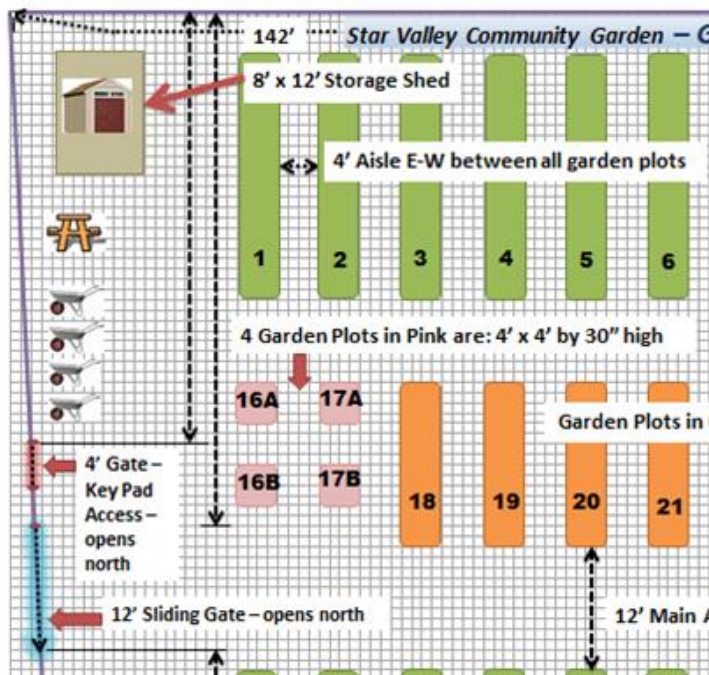 142' Star Valley Community Garden – G
8' x 12' Storage Shed
4' Aisle E-W between all garden plots
1 2 3 4 5 6
4 Garden Plots in Pink are: 4' x 4' by 30" high
16A 17A
Garden Plots in
4' Gate –
Key Pad
Access –
opens
north
16B 17B
18 19 20 21
12' Sliding Gate – opens north
12' Main A